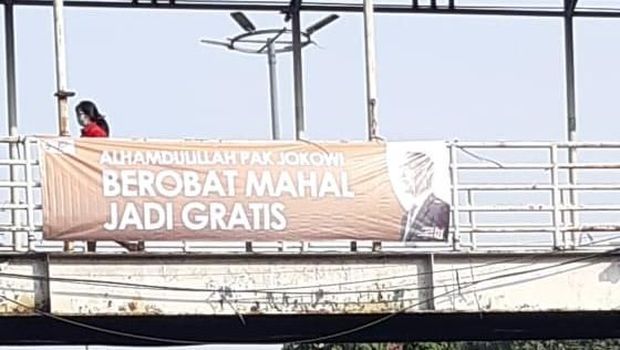 ALHAMDULILLAH PAK JOKOWI
BEROBAT MAHAL
JADI GRATIS